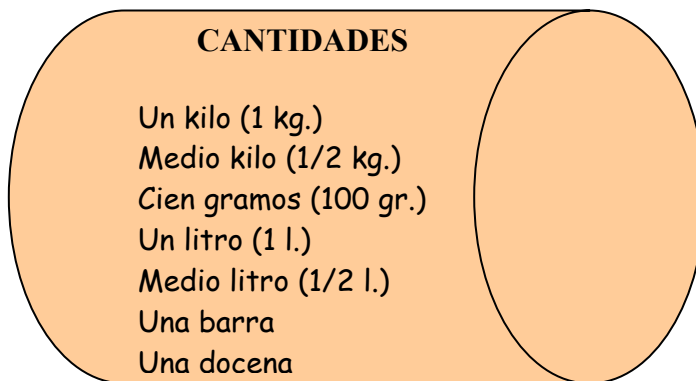 CANTIDADES
Un kilo (1 kg.)
Medio kilo (1/2 kg.)
Cien gramos (100 gr.)
Un litro (1 l.)
Medio litro (1/2 l.)
Una barra
Una docena